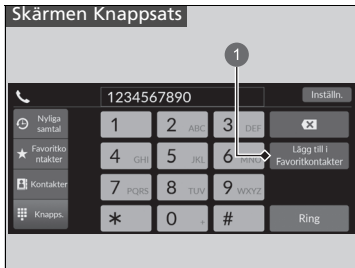 Skärmen Knappsats
1
1234567890
Inställn.
Nyliga
samtal
1
2 ABC
3 DEF
Favoritko
ntakter
4 GHI
5 JKL
6 MNO
Lägg till i
Favoritkontakter
Kontakter
7 PQRS
8 TUV
9 WXYZ
Knapps.
*
0 +
#
Ring